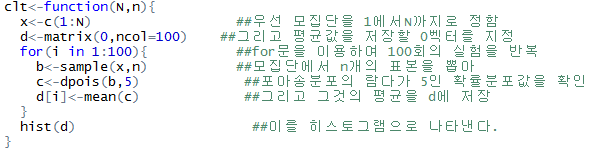 clt<-function(N,n){
x<-c(1:N) ##우선 모집단을 1에서N까지로 정함
d<-matrix(0,ncol=100) ##그리고 평균값을 저장할 0벡터를 지정
for(i in 1:100){ ##for문을 이용하여 100회의 실험을 반복
b<-sample(x,n) ##모집단에서 n개의 표본을 뽑아
c<-dpois(b,5) ##포아송분포의 람다가 5인 확률분포값을 확인
d[i]<-mean(c) ##그리고 그것의 평균을 d에 저장
}
hist(d) ##이를 히스토그램으로 나타낸다.
}